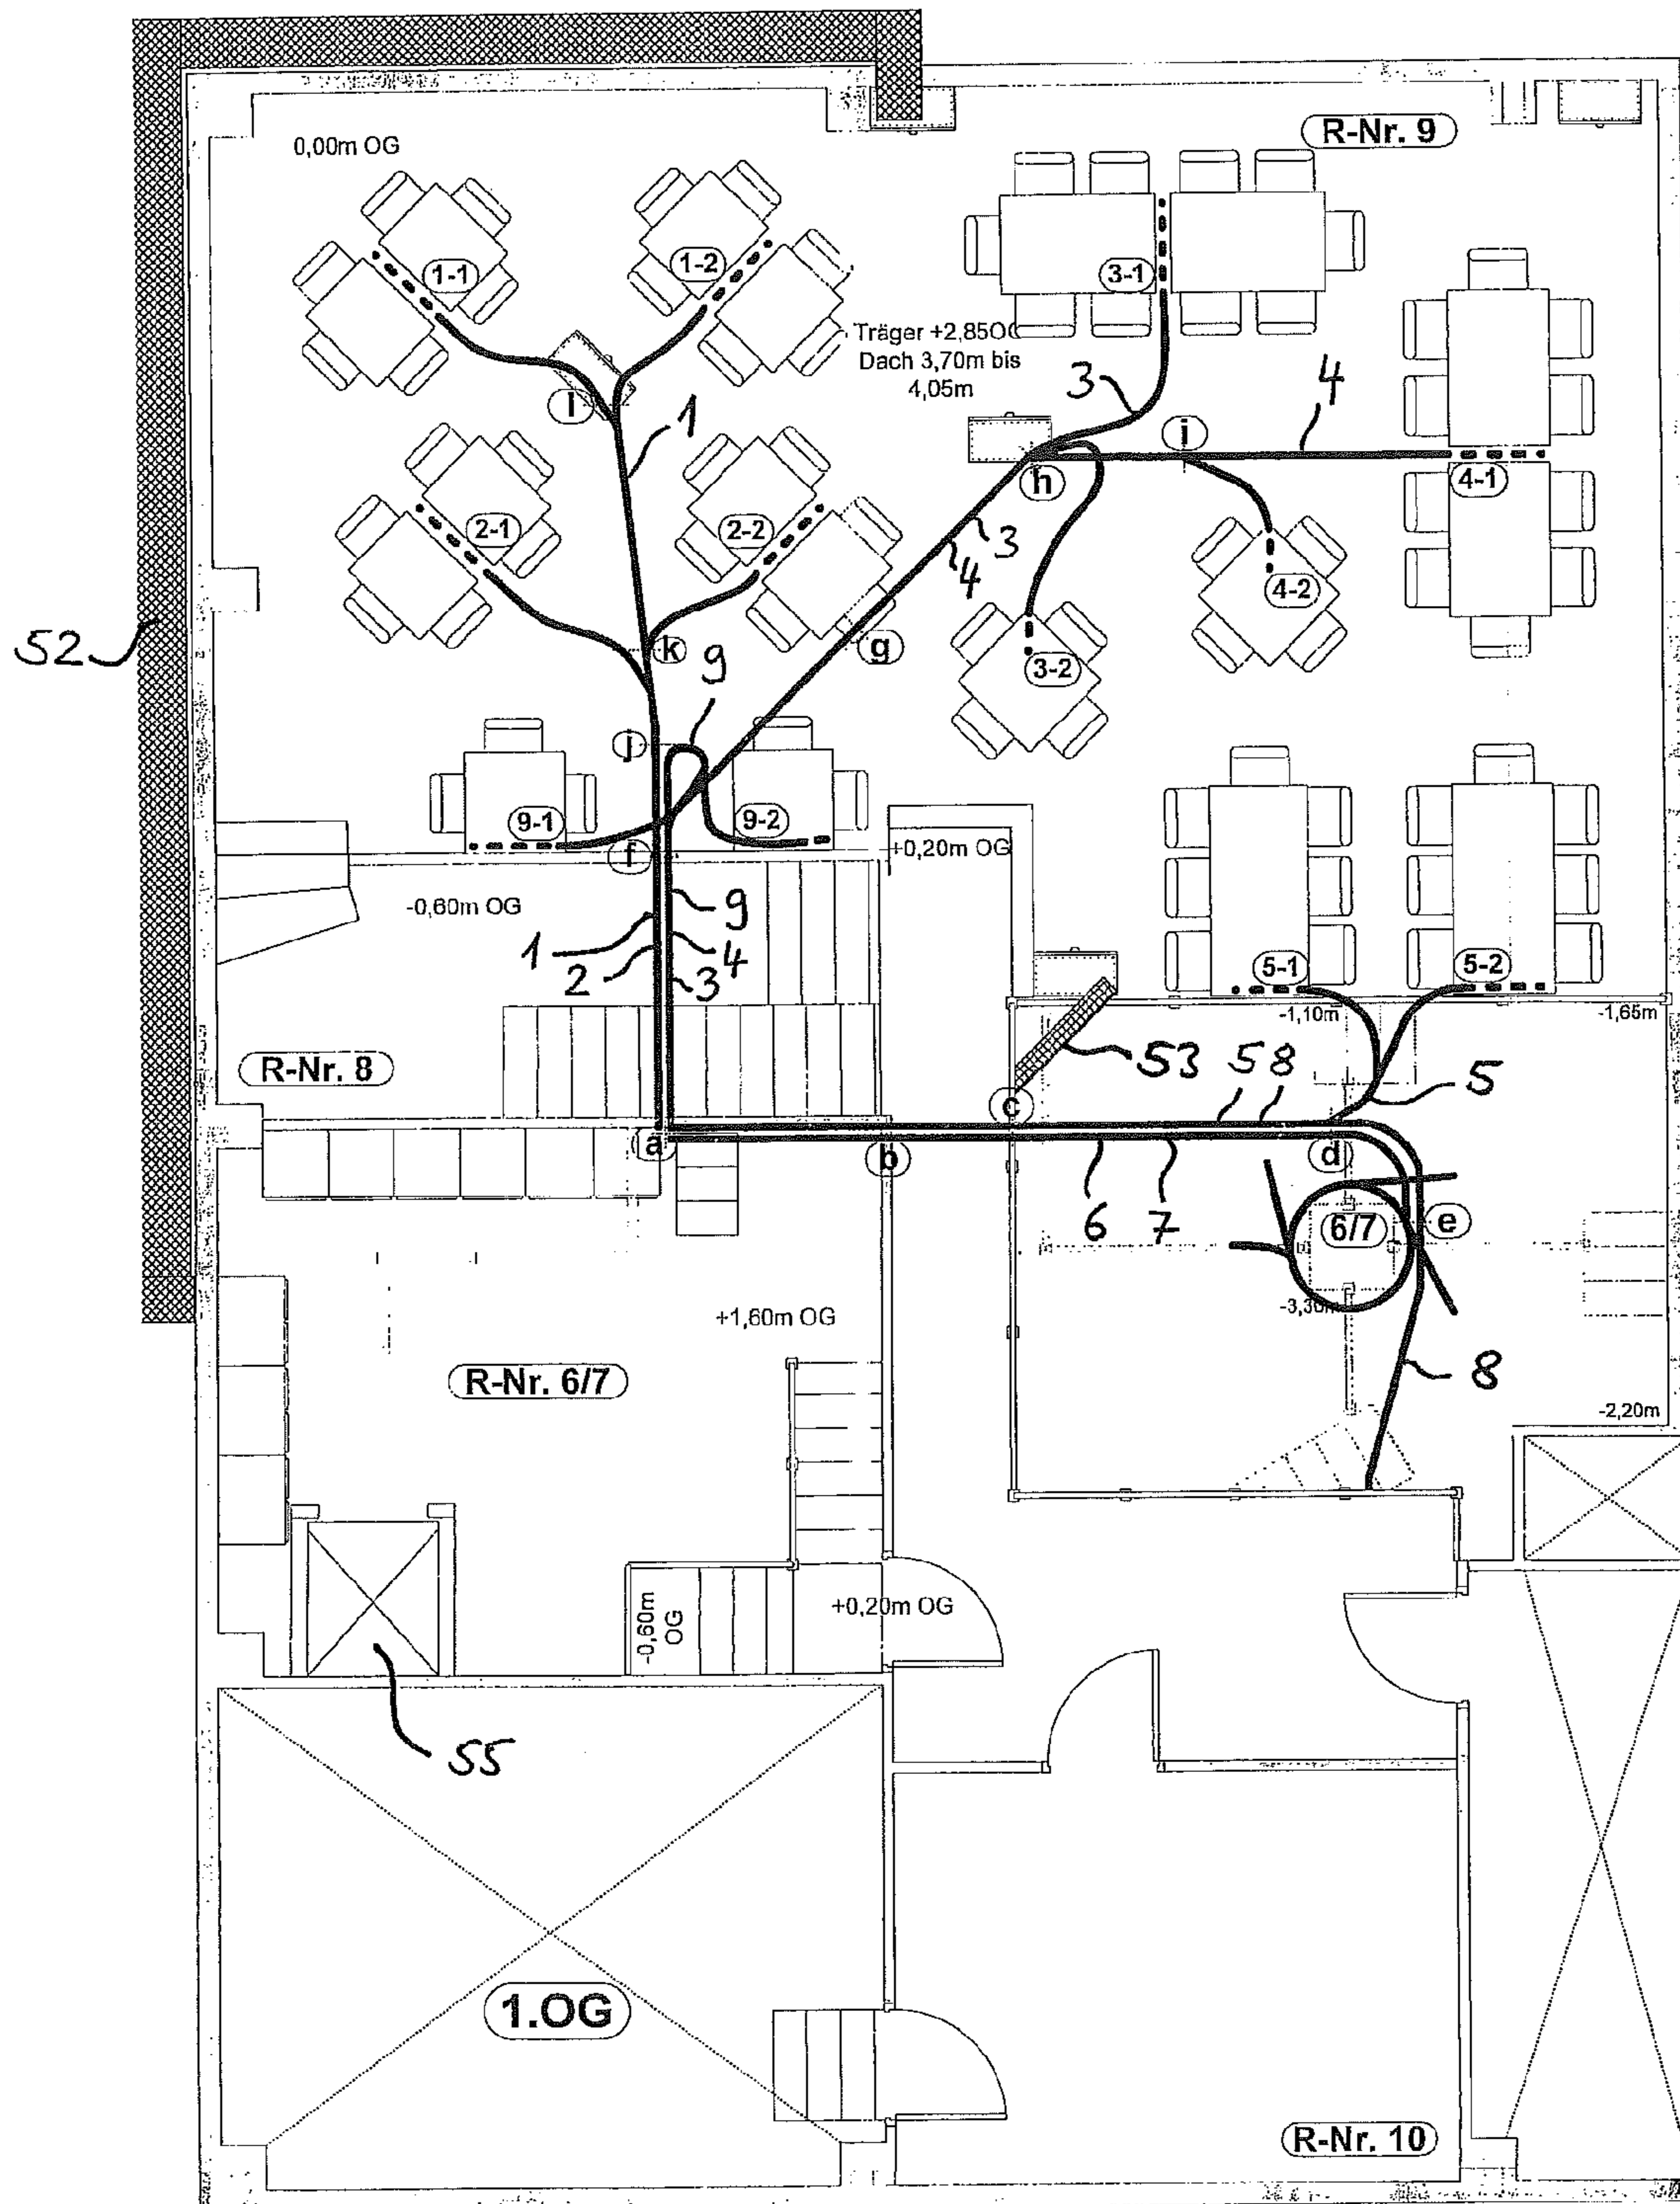 R-Nr. 9
0,00m OG
1-1
1-2
3-1
Träger +2,85OG
Dach 3,70m bis
4,05m
3
4
l
1
i
h
4-1
2-1
2-2
3
4
4-2
52
k
g
3-2
9
j
9-1
9-2
f
+0,20m OG
-0,60m OG
9
1
4
2
3
5-1
5-2
-1,10m
-1,65m
R-Nr. 8
53
5 8
5
c
a
b
d
6
7
6/7
e
-3,30m
+1,60m OG
R-Nr. 6/7
8
-2,20m
-0,60m
OG
+0,20m OG
55
1.OG
R-Nr. 10